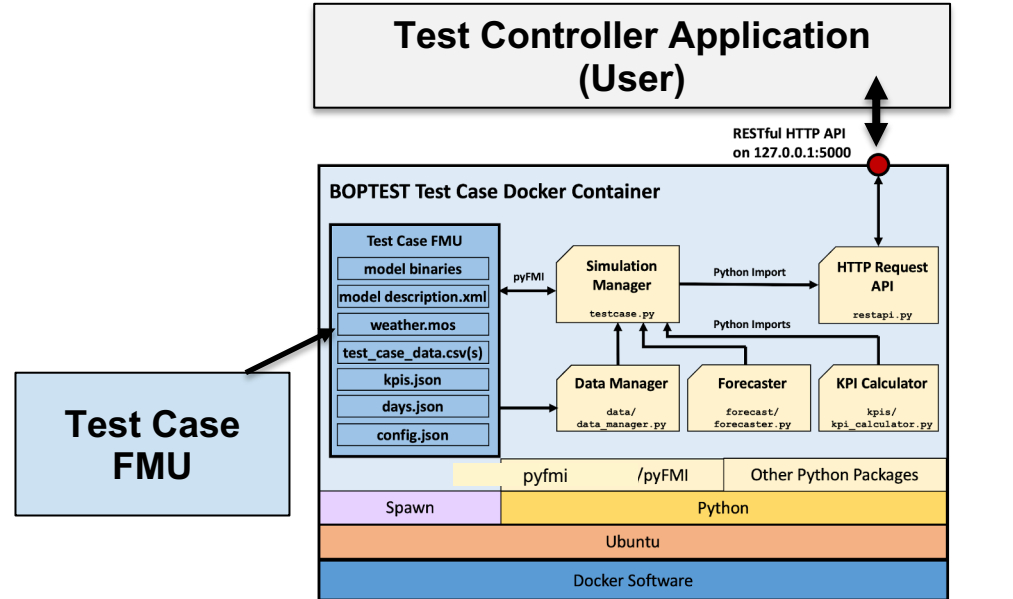 Test Controller Application
(User)
RESTful HTTP API
on 127.0.0.1:5000
BOPTEST Test Case Docker Container
Test Case FMU
model binaries
model description.xml
weather.mos
test_case_data.csv(s)
kpis.json
days.json
config.json
pyFMI
Simulation
Manager
testcase.py
Python Import
HTTP Request
API
restapi.py
Python Imports
Data Manager
data/
data_manager.py
Forecaster
forecast/
forecaster.py
KPI Calculator
kpis/
kpi_calculator.py
Test Case
FMU
pyfmi
/pyFMI
Other Python Packages
Spawn
Python
Ubuntu
Docker Software